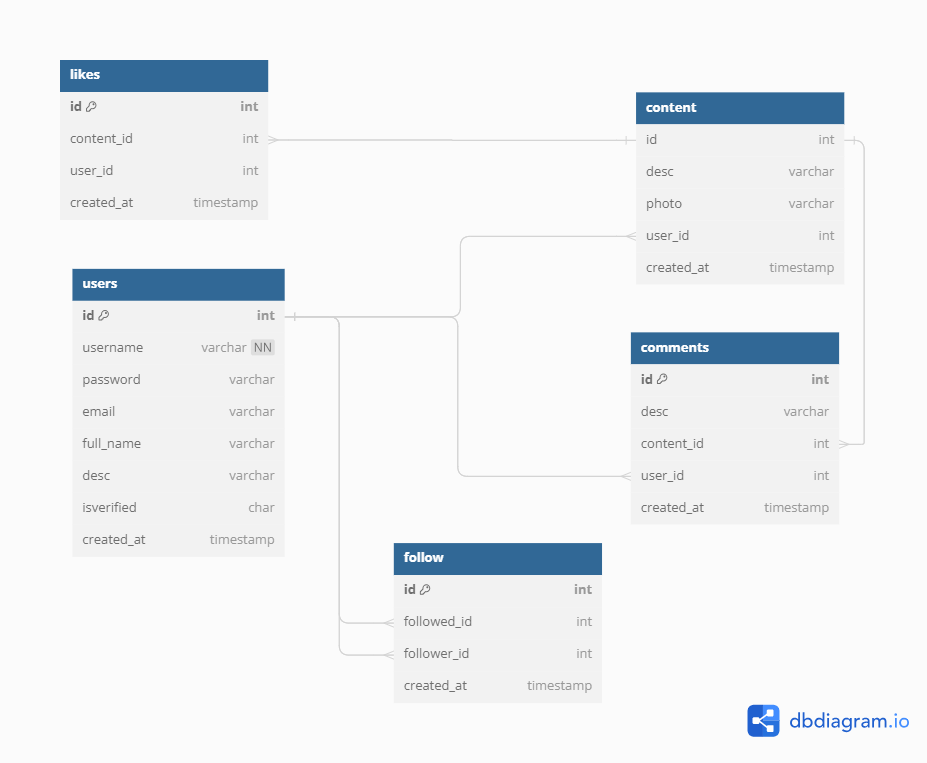 likes
id int
content_id int
user_id int
created_at timestamp
content
id int
desc varchar
photo varchar
user_id int
created_at timestamp
users
id int
username varchar NN
password varchar
email varchar
full_name varchar
desc varchar
isverified char
created_at timestamp
comments
id int
desc varchar
content_id int
user_id int
created_at timestamp
follow
id int
followed_id int
follower_id int
created_at timestamp
dbdiagram.io